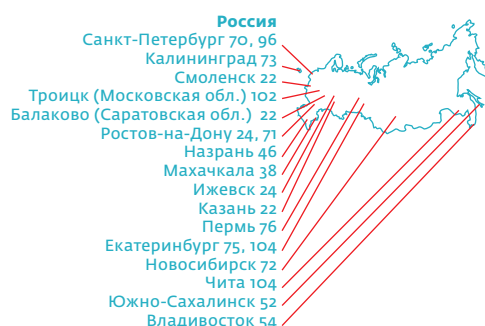 Россия
Санкт-Петербург 70, 96
Калининград 73
Смоленск 22
Троицк (Московская обл.) 102
Балаково (Саратовская обл.) 22
Ростов-на-Дону 24, 71
Назрань 46
Махачкала 38
Ижевск 24
Казань 22
Пермь 76
Екатеринбург 75, 104
Новосибирск 72
Чита 104
Южно-Сахалинск 52
Владивосток 54